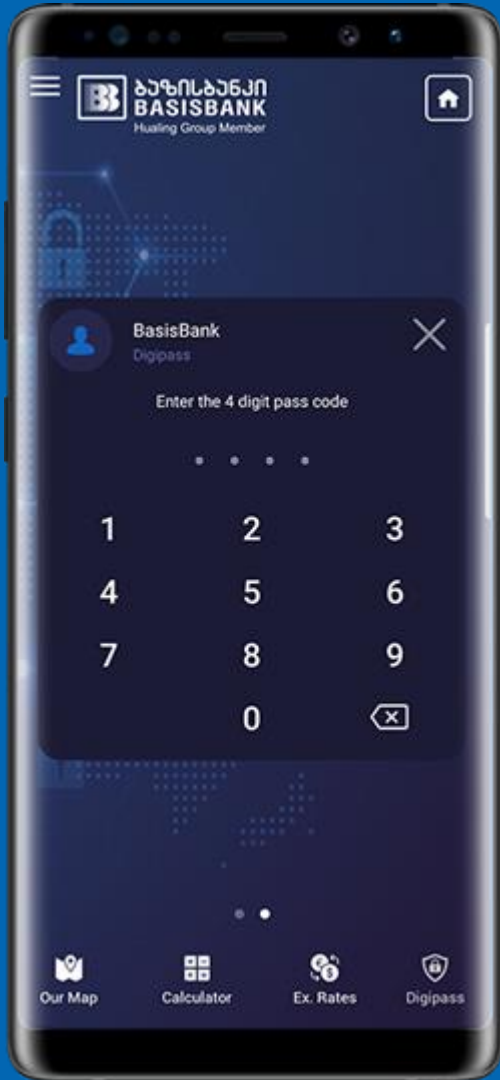 ბაზისბანკი
BASISBANK
Hualing Group Member
BasisBank
Digipass
Enter the 4 digit pass code
1 2 3
4 5 6
7 8 9
0
Our Map Calculator Ex. Rates Digipass